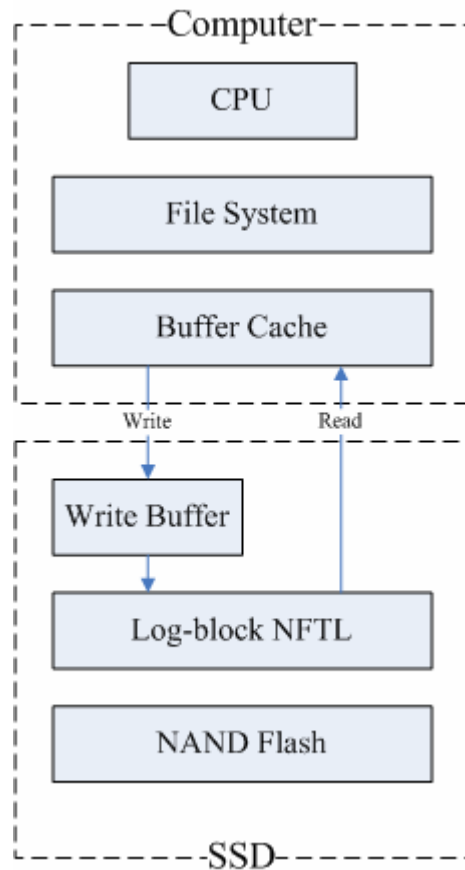 Computer
CPU
File System
Buffer Cache
Write
Read
Write Buffer
Log-block NFTL
NAND Flash
SSD